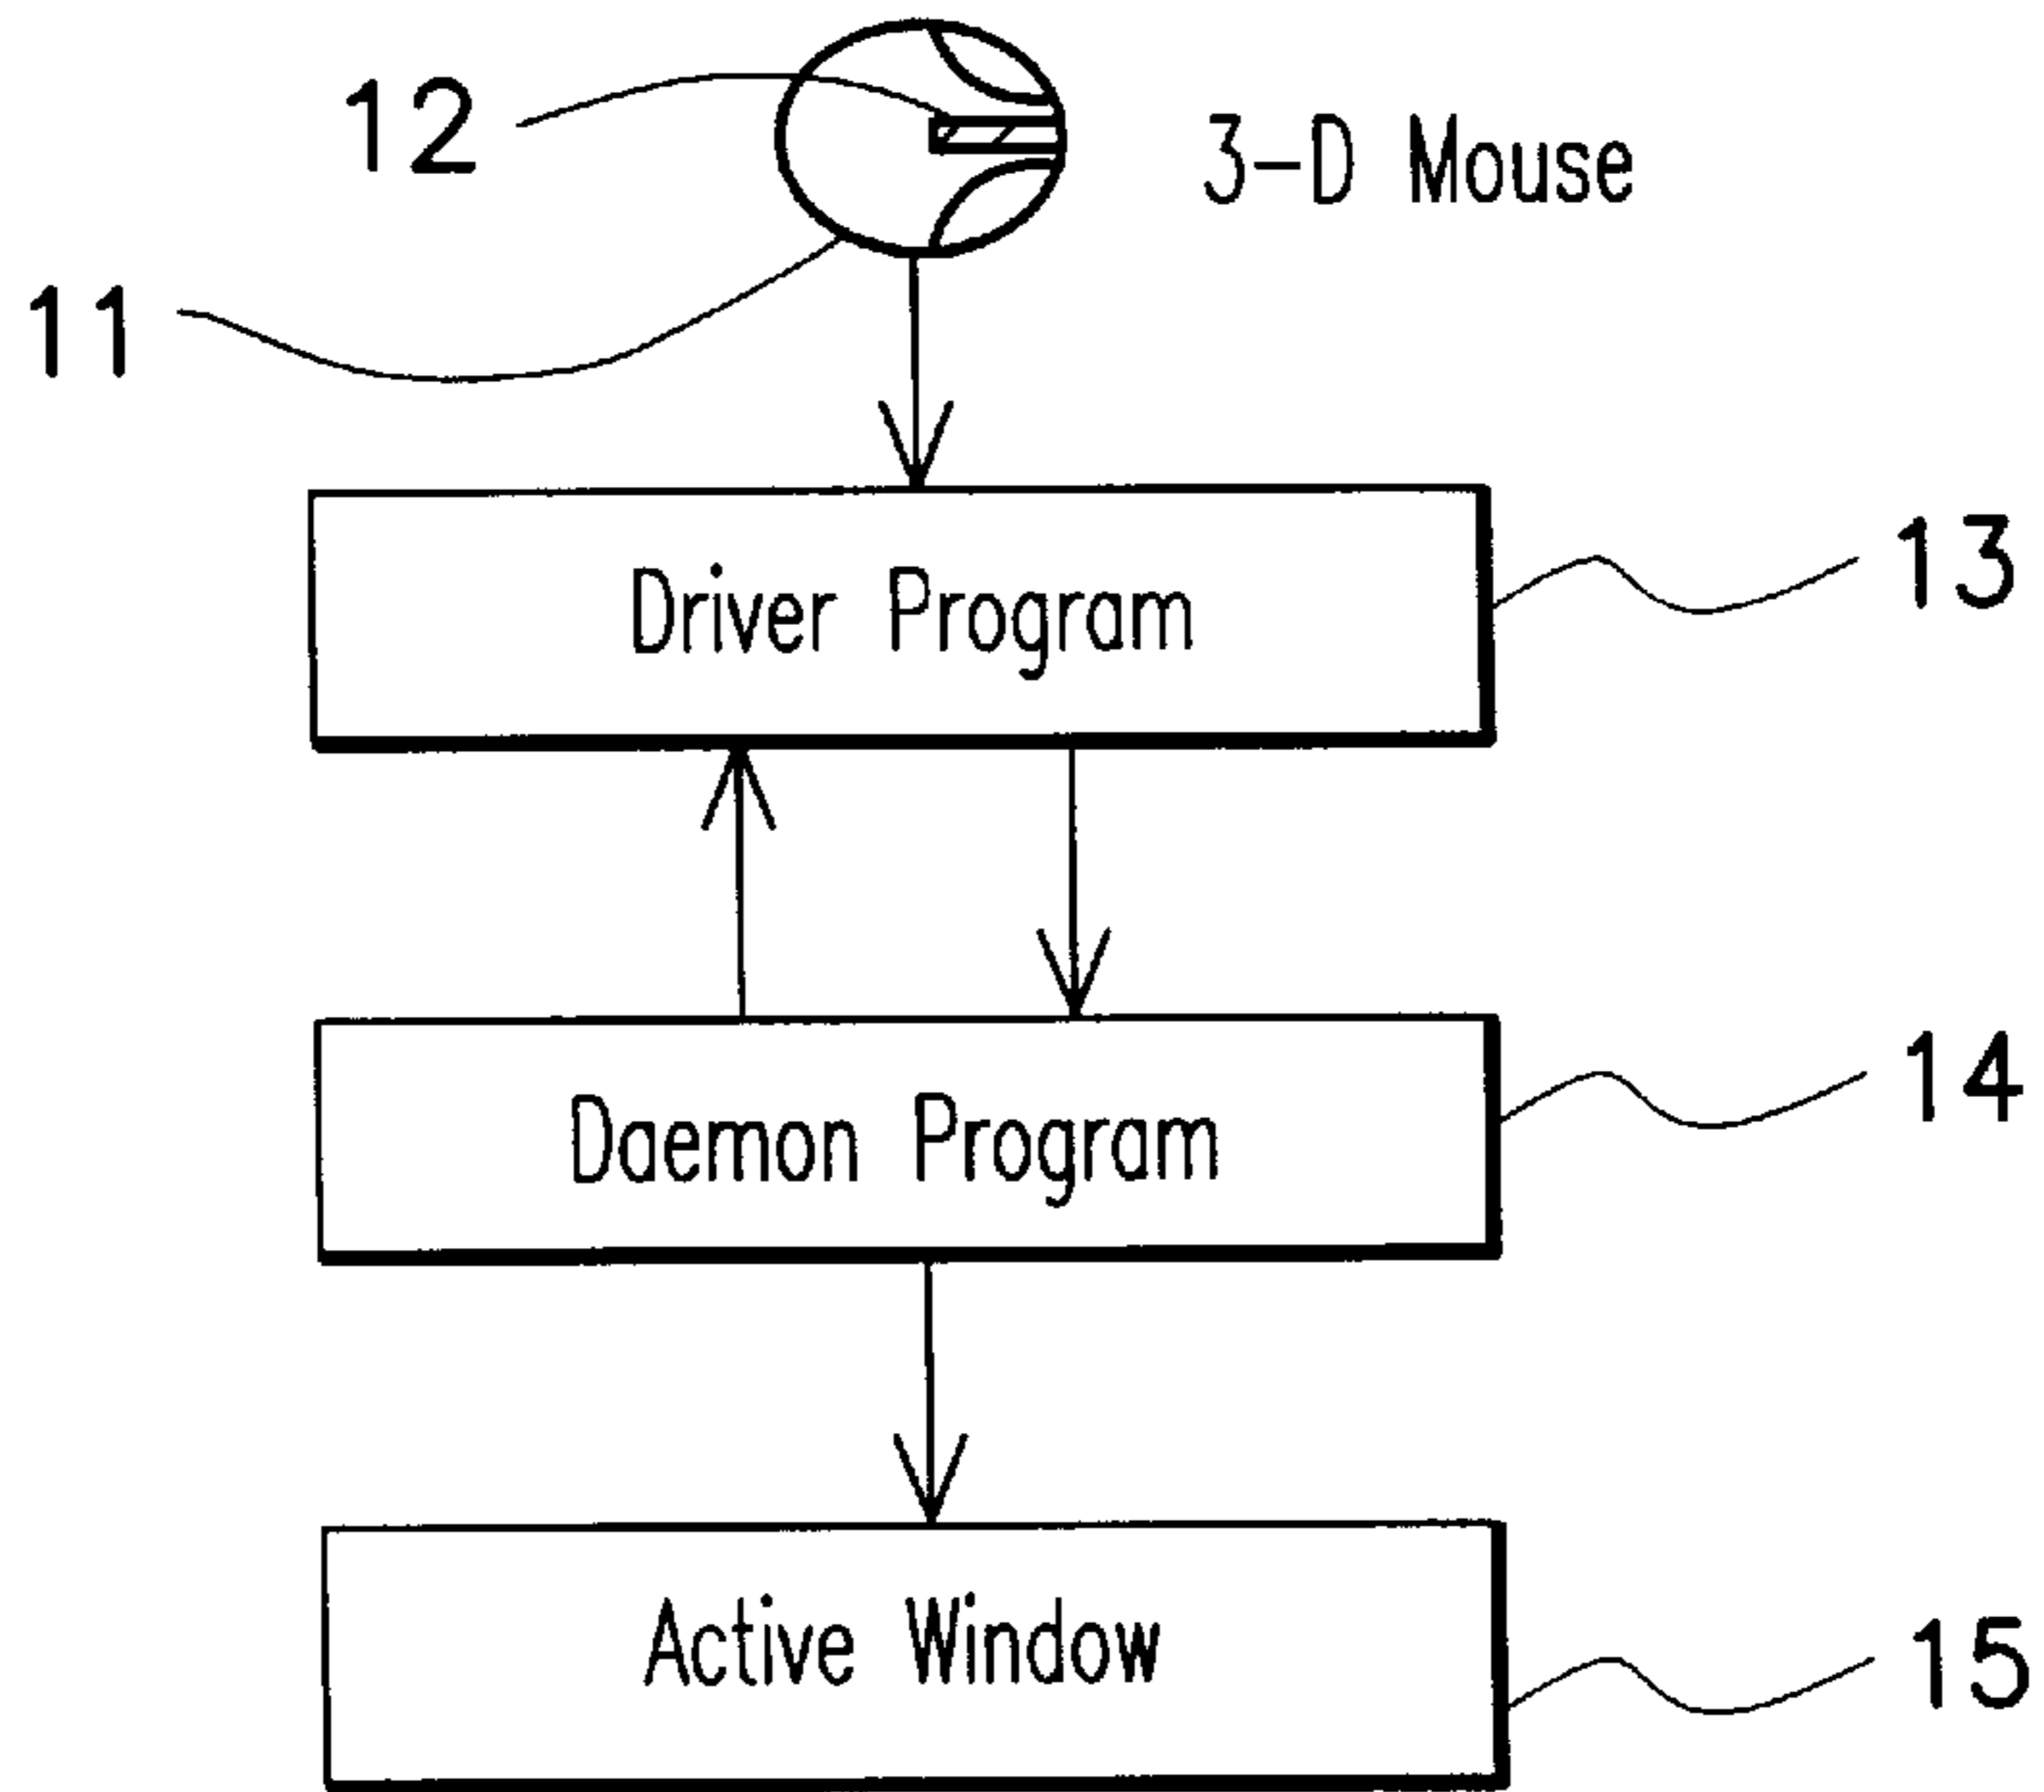 12
3-D Mouse
11
Driver Program
13
Daemon Program
14
Active Window
15